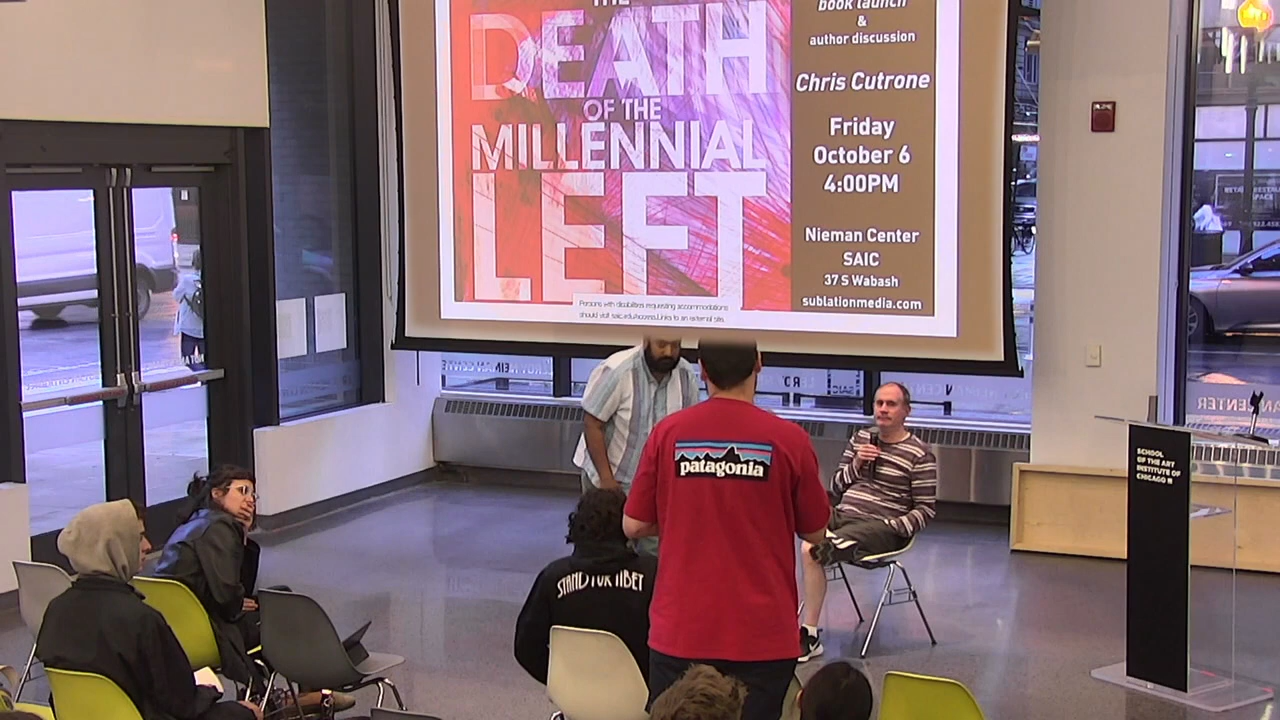 THE
DEATH
OF THE
MILLENNIAL
LEFT
book launch
&
author discussion
Chris Cutrone
Friday
October 6
4:00PM
Nieman Center
SAIC
37 S Wabash
sublationmedia.com
Persons with disabilities requesting accommodations
should visit saic.edu/access.Links to an external site.
patagonia
STAND FOR TIBET
SCHOOL
OF THE ART
INSTITUTE OF
CHICAGO